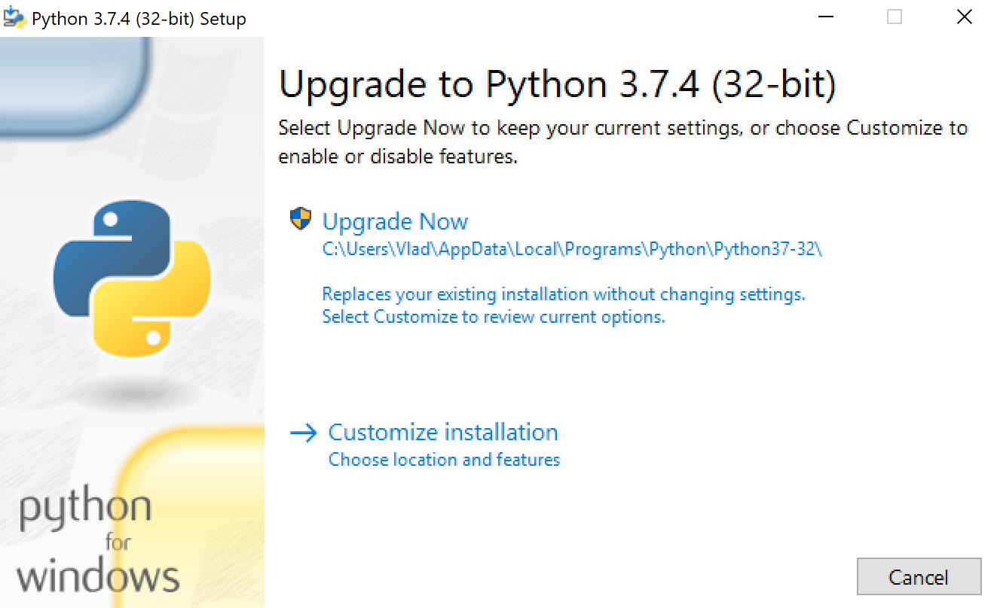 Python 3.7.4 (32-bit) Setup
Upgrade to Python 3.7.4 (32-bit)
Select Upgrade Now to keep your current settings, or choose Customize to
enable or disable features.
Upgrade Now
C:\Users\Vlad\AppData\Local\Programs\Python\Python37-32\
Replaces your existing installation without changing settings.
Select Customize to review current options.
Customize installation
Choose location and features
python
for
windows
Cancel